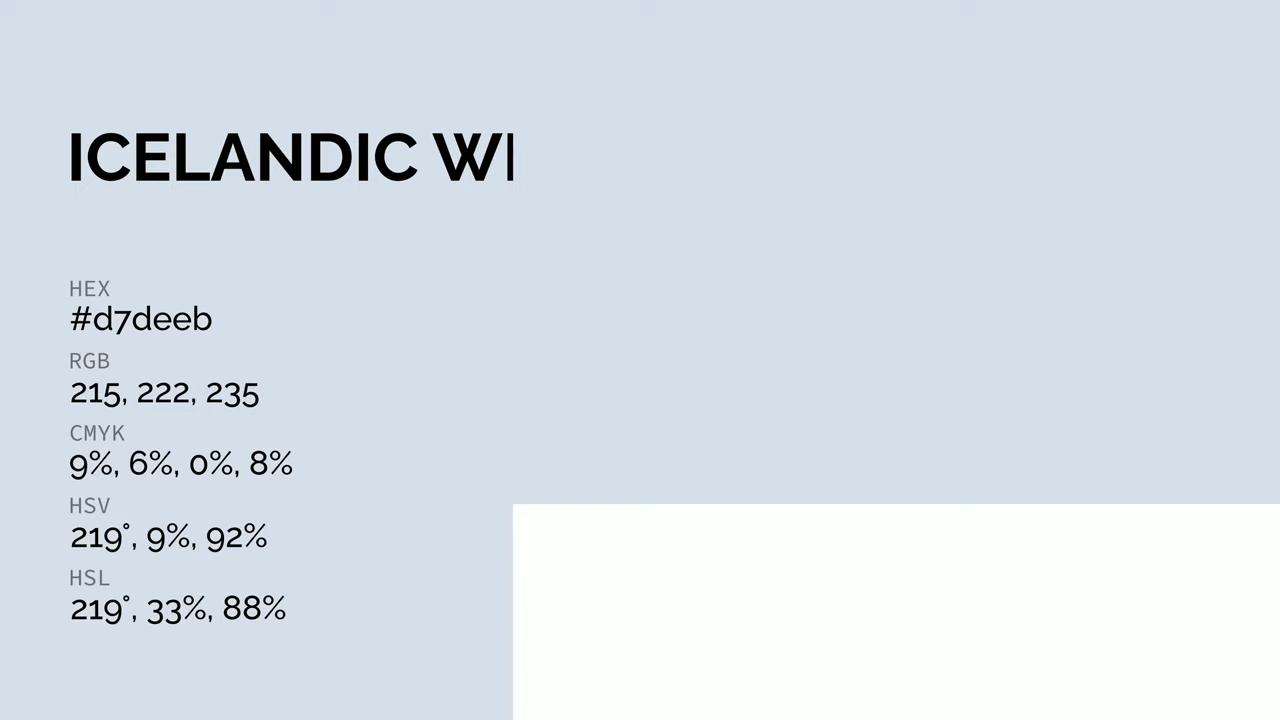 ICELANDIC WI
HEX
#d7deeb
RGB
215, 222, 235
CMYK
9%, 6%, 0%, 8%
HSV
219°, 9%, 92%
HSL
219°, 33%, 88%